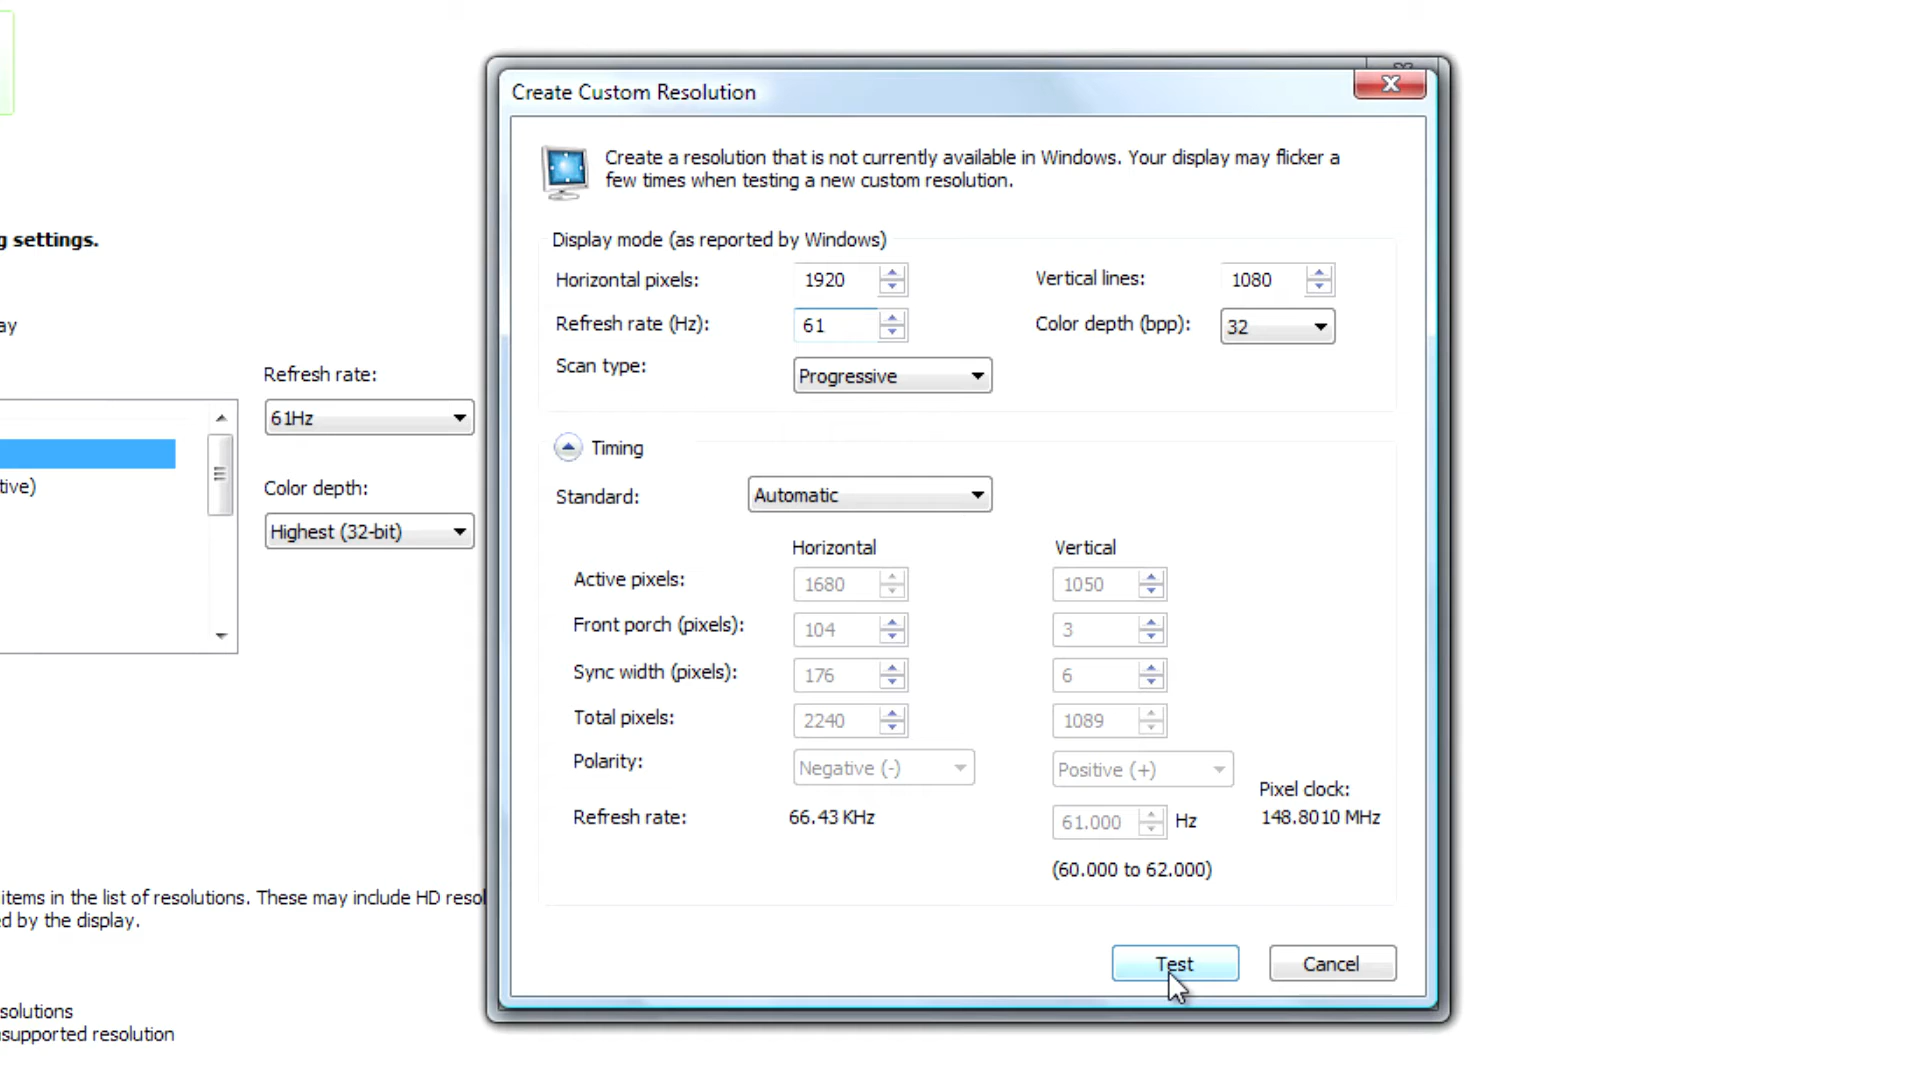 Create Custom Resolution
Create a resolution that is not currently available in Windows. Your display may flicker a
few times when testing a new custom resolution.
g settings.
Display mode (as reported by Windows)
Horizontal pixels: 1920 Vertical lines: 1080
ay
Refresh rate (Hz): 61 Color depth (bpp): 32
Scan type: Progressive
Refresh rate:
61Hz
Timing
tive)
Color depth:
Standard: Automatic
Highest (32-bit)
Horizontal Vertical
Active pixels: 1680 1050
Front porch (pixels): 104 3
Sync width (pixels): 176 6
Total pixels: 2240 1089
Polarity: Negative (-) Positive (+)
Pixel clock:
Refresh rate: 66.43 KHz 61.000 Hz 148.8010 MHz
(60.000 to 62.000)
items in the list of resolutions. These may include HD resol
ed by the display.
Test Cancel
solutions
supported resolution